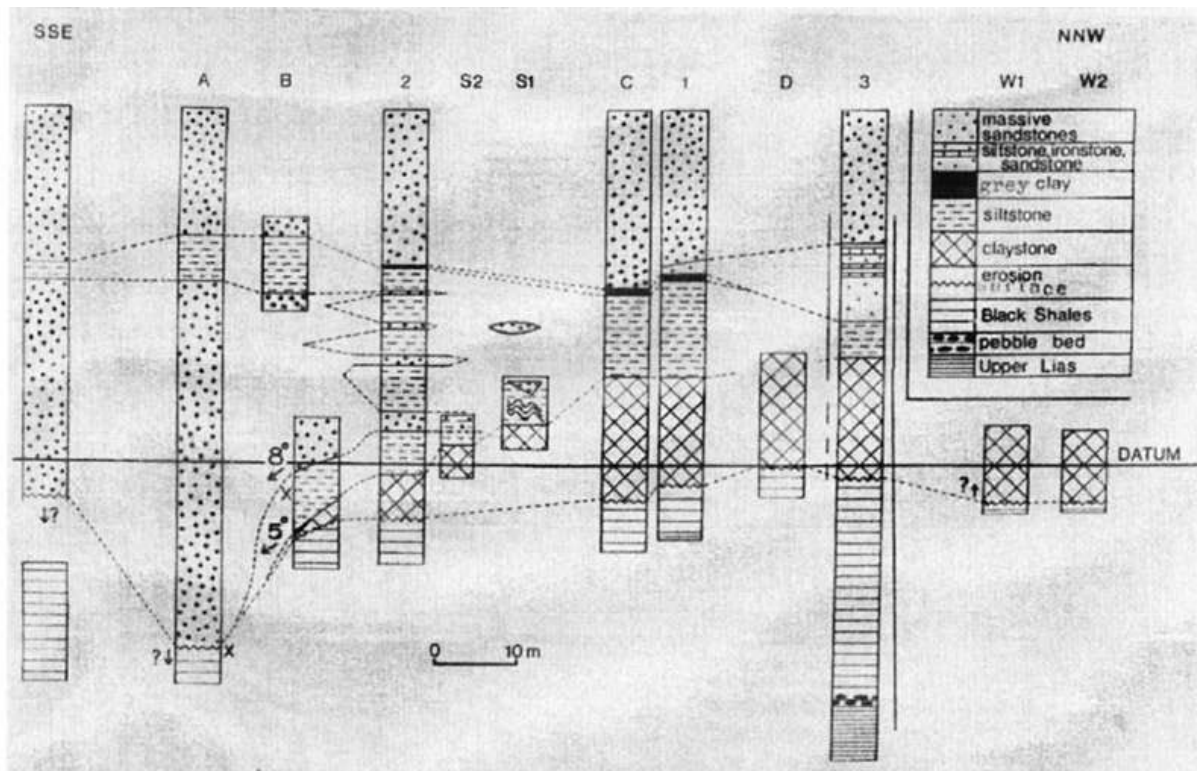 SSE
NNW
A B 2 S2 S1 C 1 D 3 W1 W2
massive
sandstones
siltstone, ironstone,
sandstone
grey clay
siltstone
claystone
erosion
surface
Black Shales
pebble bed
Upper Lias
DATUM
8°
x
5°
?↑
↓?
?↓
x
0 10 m